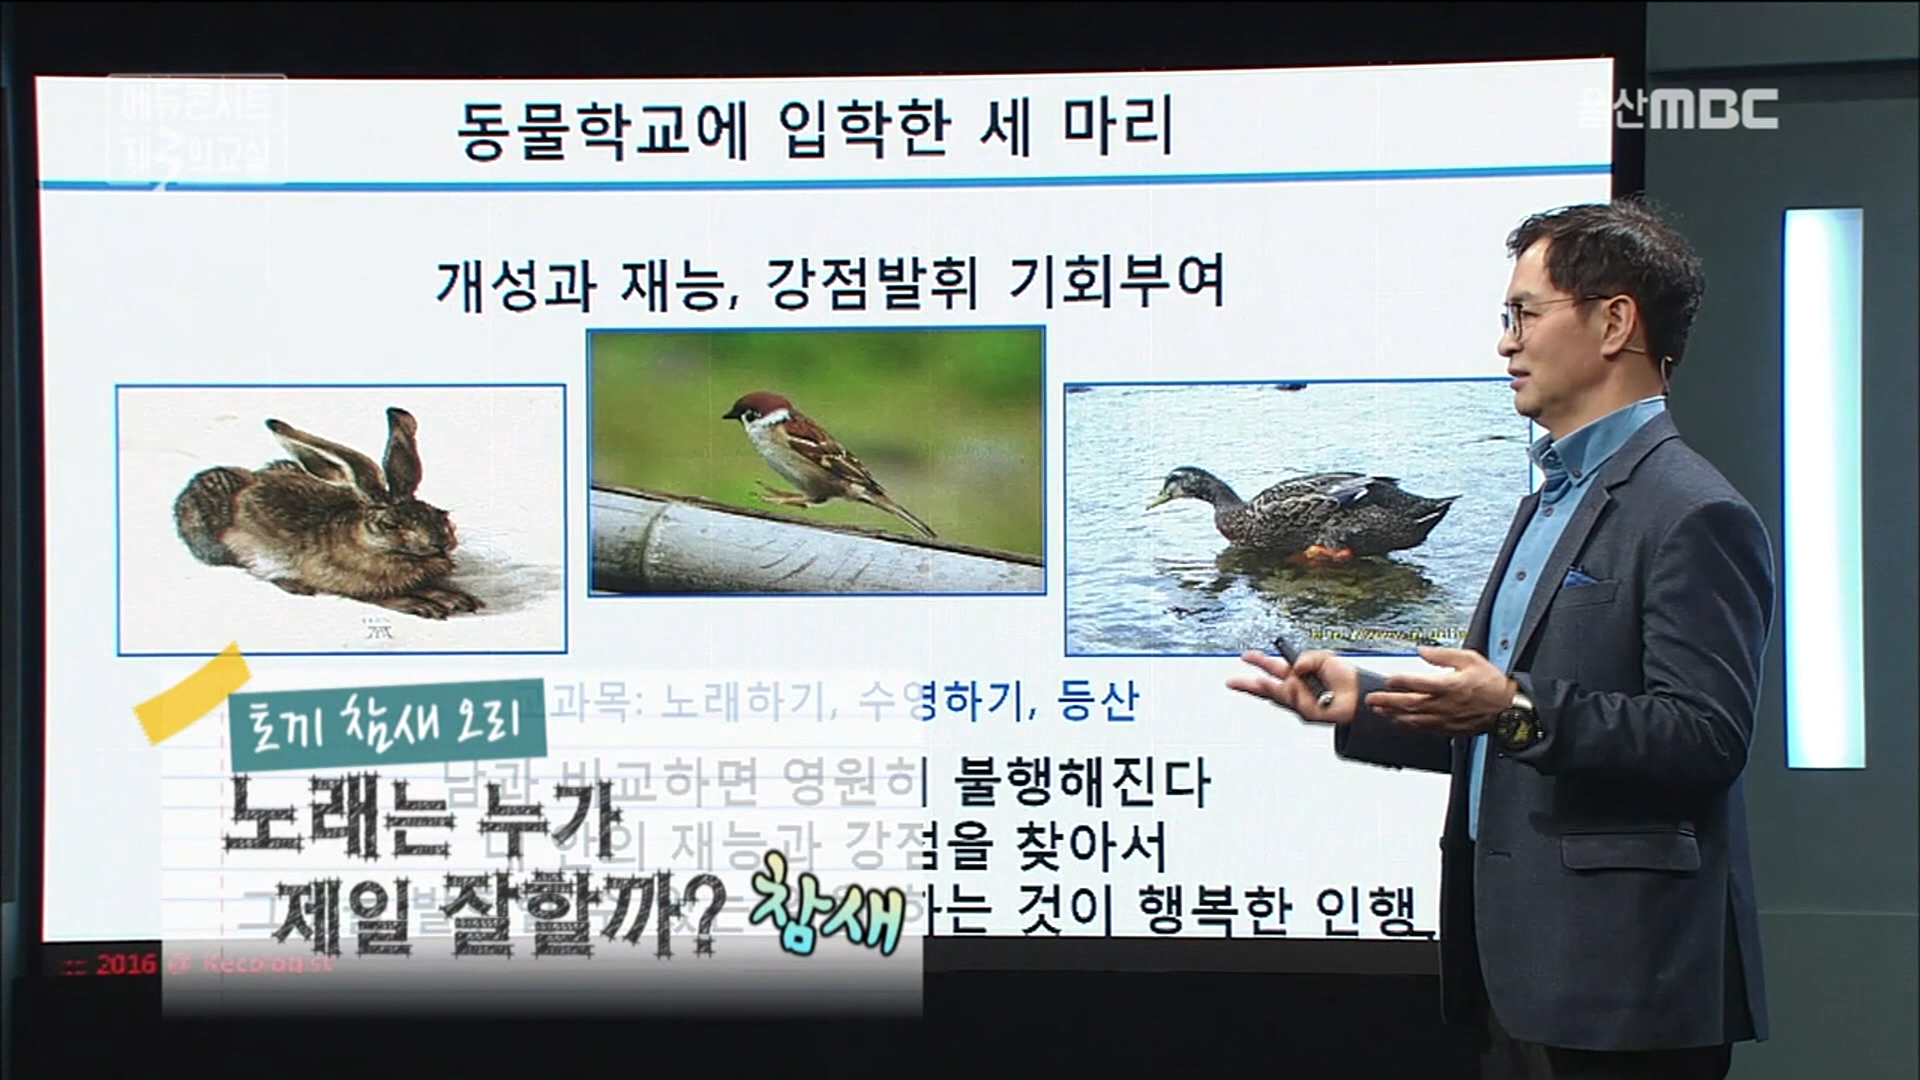 에듀콘서트
제3의교실
울산MBC
동물학교에 입학한 세 마리
개성과 재능, 강점발휘 기회부여
과목: 노래하기, 수영하기, 등산
남과 비교하면 영원히 불행해진다
내 안의 재능과 강점을 찾아서
하는 것이 행복한 인행
토끼 참새 오리
노래는 누가
제일 잘할까? 참새
::: 2016 @